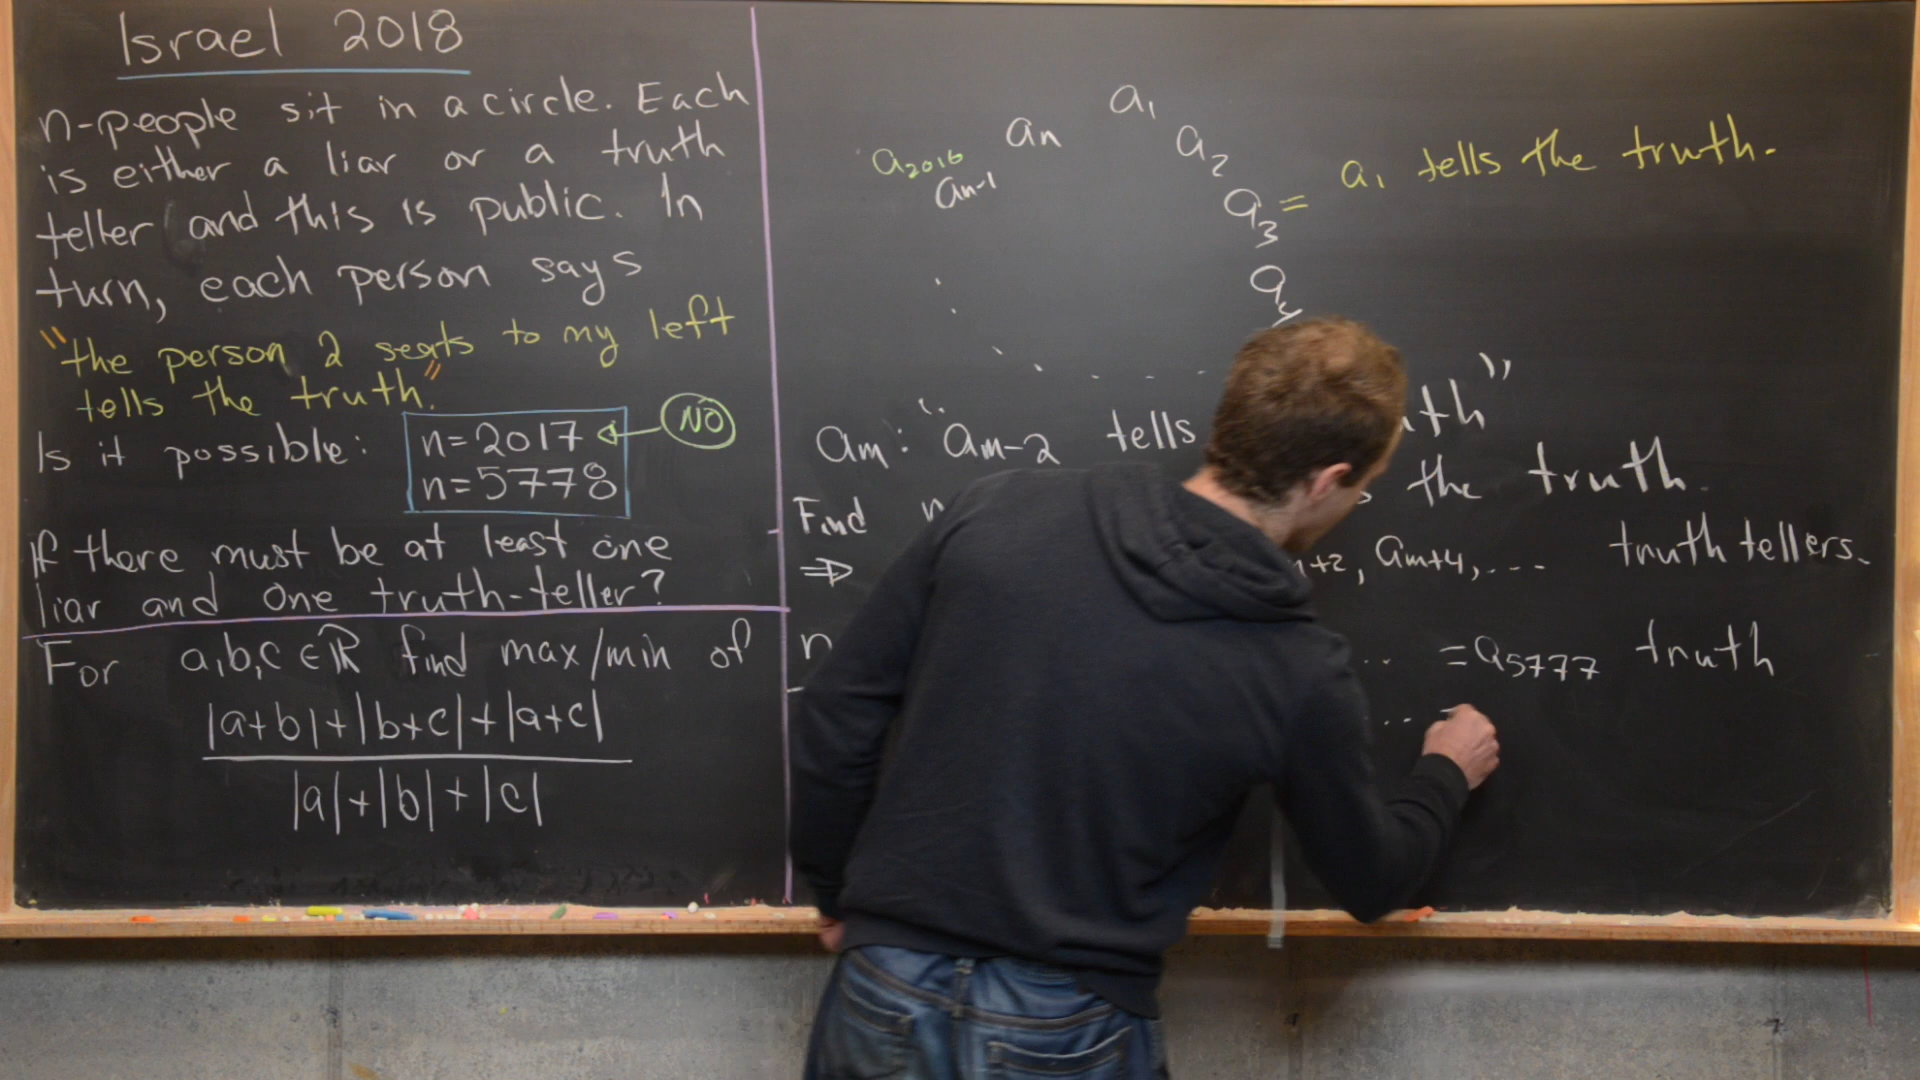 Israel 2018
n-people sit in a circle. Each
is either a liar or a truth
teller and this is public. In
turn, each person says
"the person 2 seats to my left
tells the truth."
Is it possible: n=2017 NO
n=5778
If there must be at least one
liar and one truth-teller?
For a,b,c ∈ ℝ find max/min of
|a+b|+|b+c|+|a+c|
|a|+|b|+|c|
a1
an
a2
a2016
an-1
a3 = a1 tells the truth.
a4
am: "am-2 tells
the truth.
Find
⇒ am+4, ... truth tellers.
n
... = a5777 truth
...